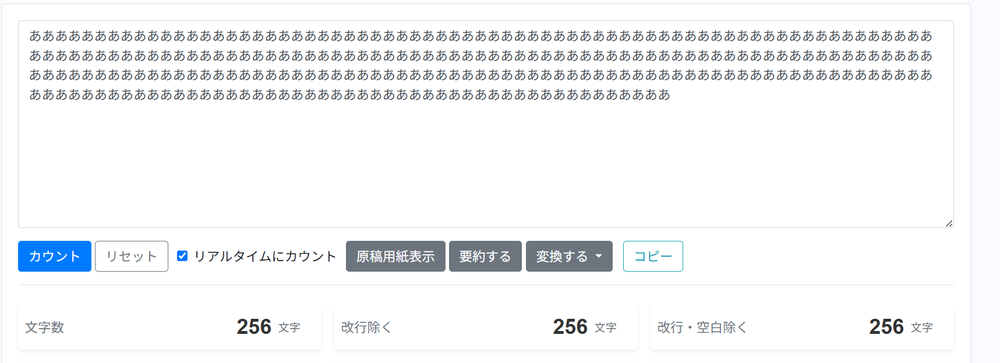 あああああああああああああああああああああああああああああああああああああああああああああああああああああああああああああああああああああ
あああああああああああああああああああああああああああああああああああああああああああああああああああああああああああああああああああああ
あああああああああああああああああああああああああああああああああああああああああああああああああああああああああああああああああああああ
あああああああああああああああああああああああああああああああああああああああああああああああああ
カウント リセット リアルタイムにカウント 原稿用紙表示 要約する 変換する コピー
文字数 256 文字 改行除く 256 文字 改行・空白除く 256 文字